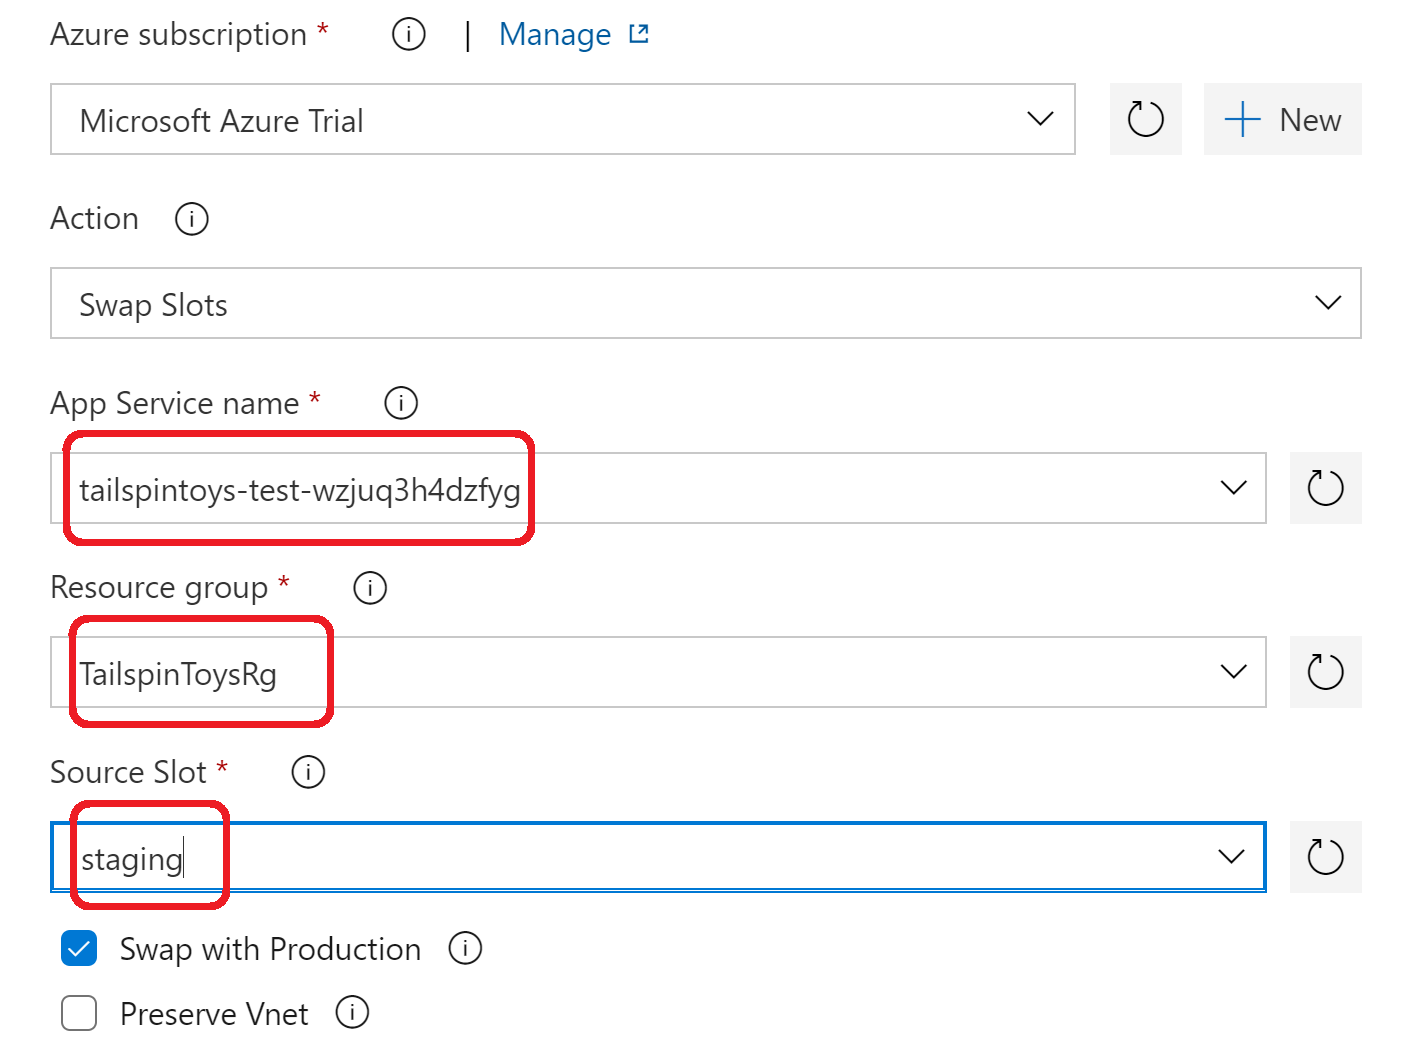 Azure subscription * | Manage
Microsoft Azure Trial
New
Action
Swap Slots
App Service name *
tailspintoys-test-wzjuq3h4dzfyg
Resource group *
TailspinToysRg
Source Slot *
staging
Swap with Production
Preserve Vnet